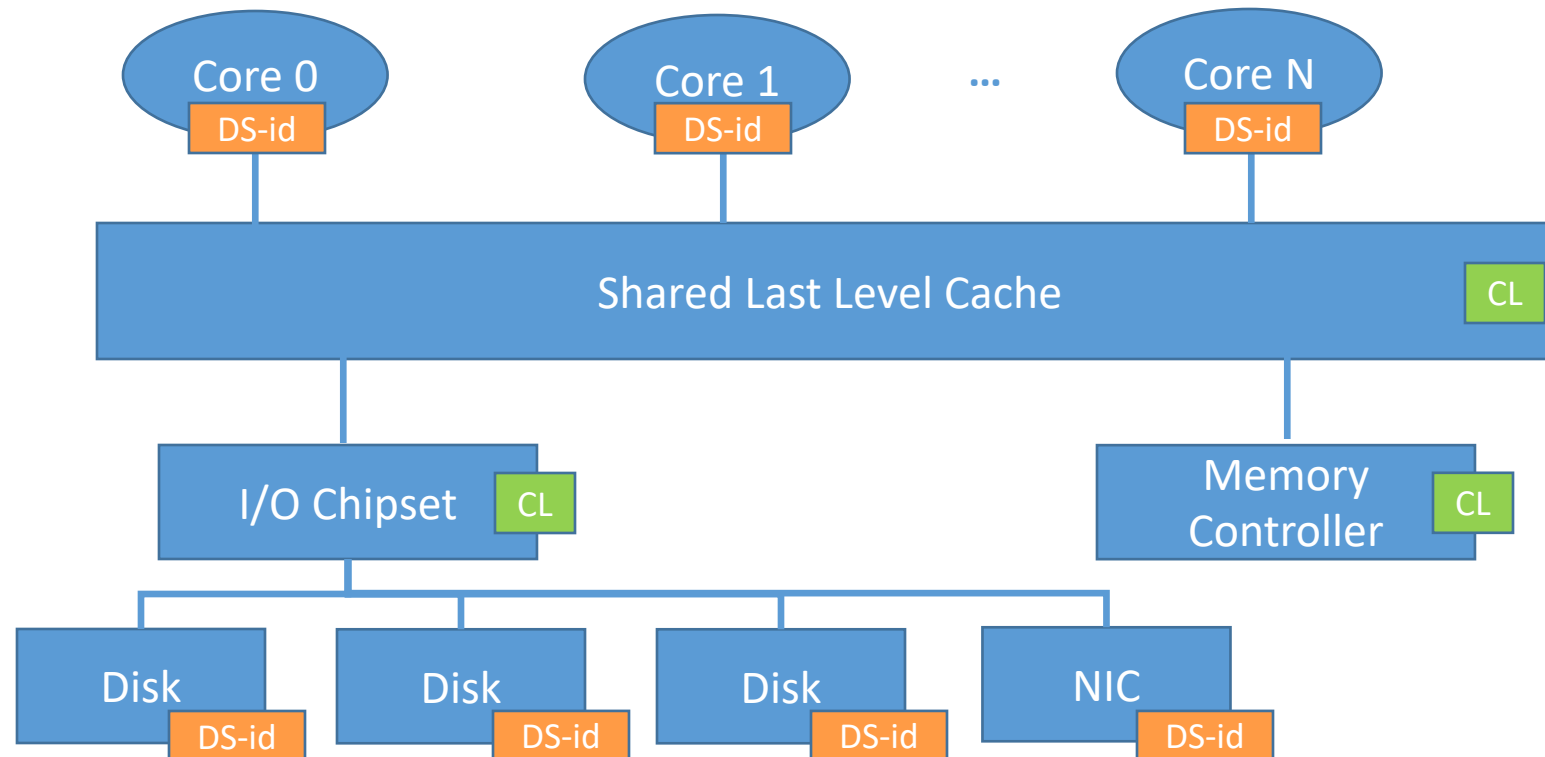 Core 0
Core 1
...
Core N
DS-id
DS-id
DS-id
Shared Last Level Cache
CL
I/O Chipset
CL
Memory
Controller
CL
Disk
Disk
Disk
NIC
DS-id
DS-id
DS-id
DS-id